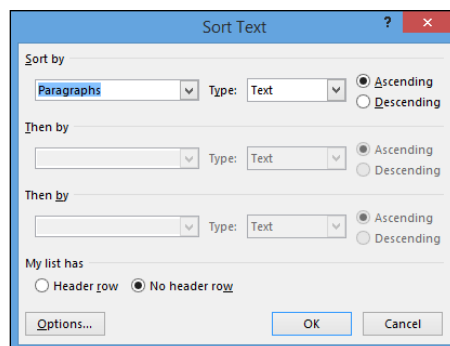 Sort Text
?
×
Sort by
Paragraphs Type: Text Ascending
Descending
Then by
Type: Text Ascending
Descending
Then by
Type: Text Ascending
Descending
My list has
Header row No header row
Options... OK Cancel